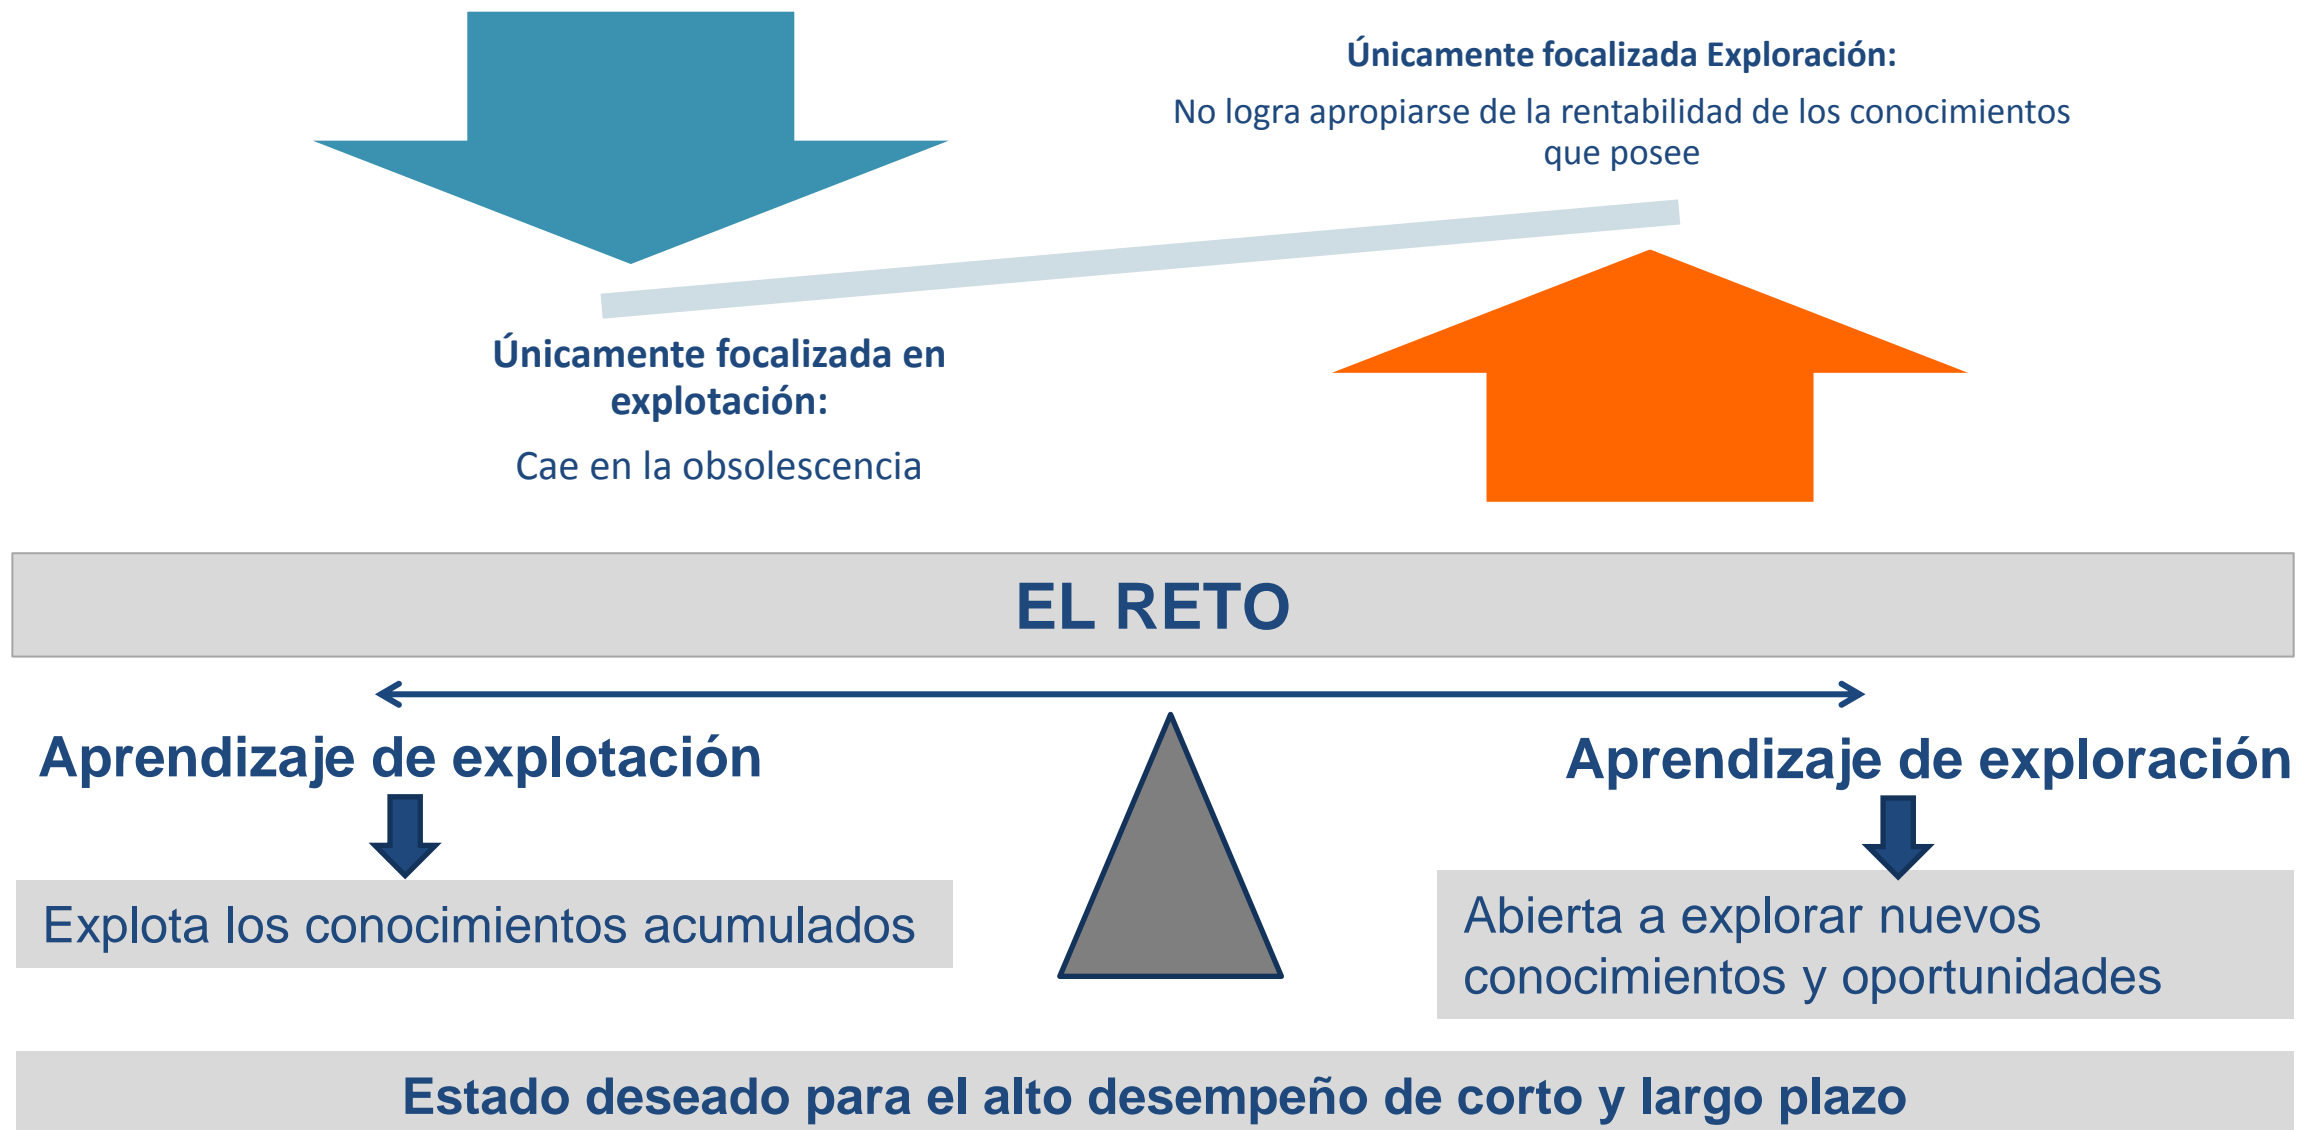 Únicamente focalizada Exploración:
No logra apropiarse de la rentabilidad de los conocimientos
que posee
Únicamente focalizada en
explotación:
Cae en la obsolescencia
EL RETO
Aprendizaje de explotación
Aprendizaje de exploración
Explota los conocimientos acumulados
Abierta a explorar nuevos
conocimientos y oportunidades
Estado deseado para el alto desempeño de corto y largo plazo